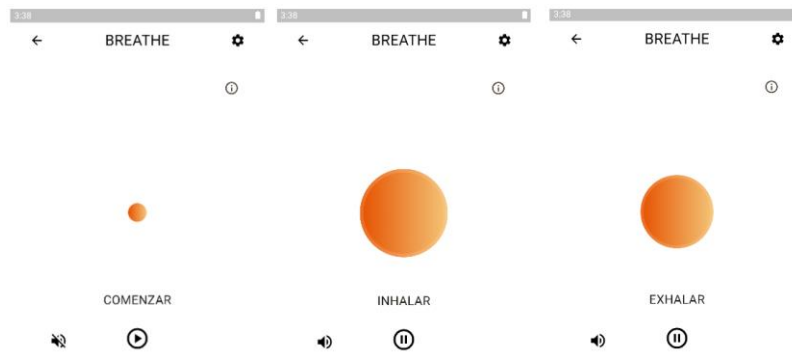 3:38
BREATHE
COMENZAR
3:38
BREATHE
INHALAR
3:38
BREATHE
EXHALAR